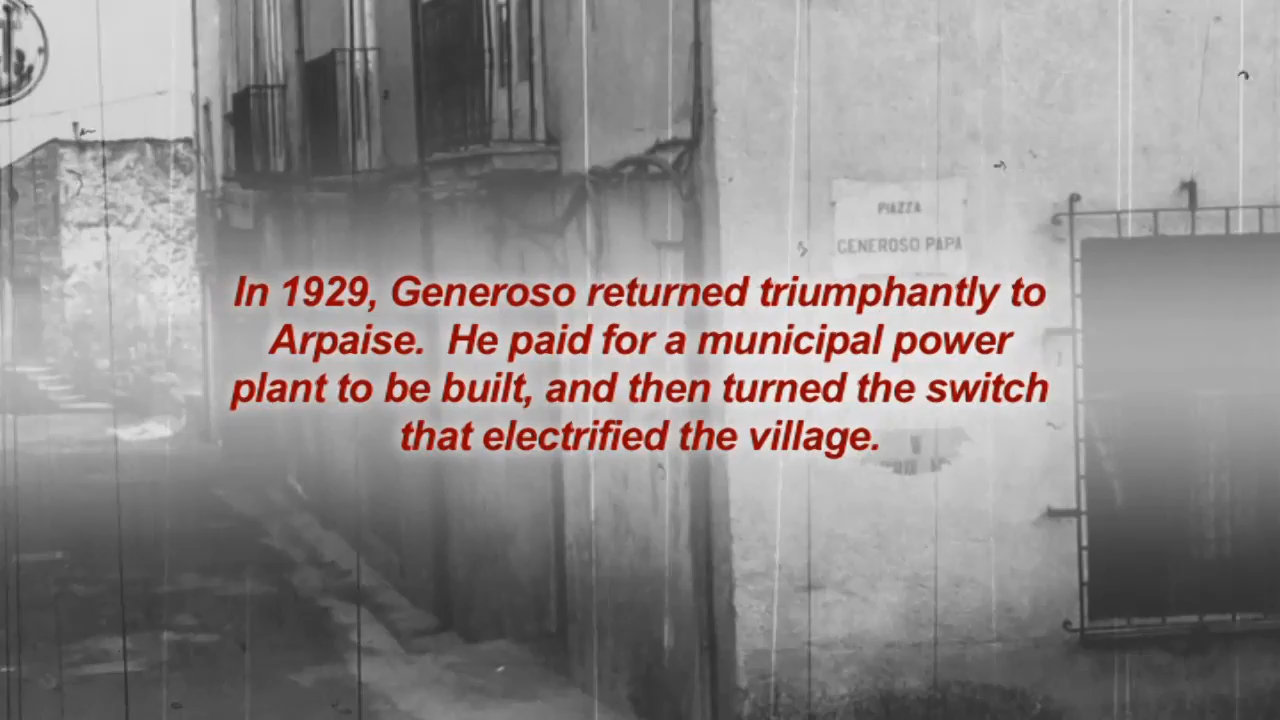 PIAZZA
GENEROSO PAPA
In 1929, Generoso returned triumphantly to
Arpaise.  He paid for a municipal power
plant to be built, and then turned the switch
that electrified the village.